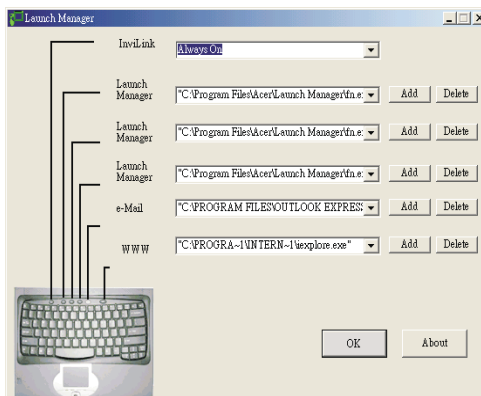 Launch Manager
InviLink
Always On
Launch
Manager
"C:\Program Files\Acer\Launch Manager\fn.e:
Add
Delete
Launch
Manager
"C:\Program Files\Acer\Launch Manager\fn.e:
Add
Delete
Launch
Manager
"C:\Program Files\Acer\Launch Manager\fn.e:
Add
Delete
e-Mail
"C:\PROGRAM FILES\OUTLOOK EXPRES
Add
Delete
WWW
"C:\PROGRA~1\INTERN~1\iexplore.exe"
Add
Delete
OK
About